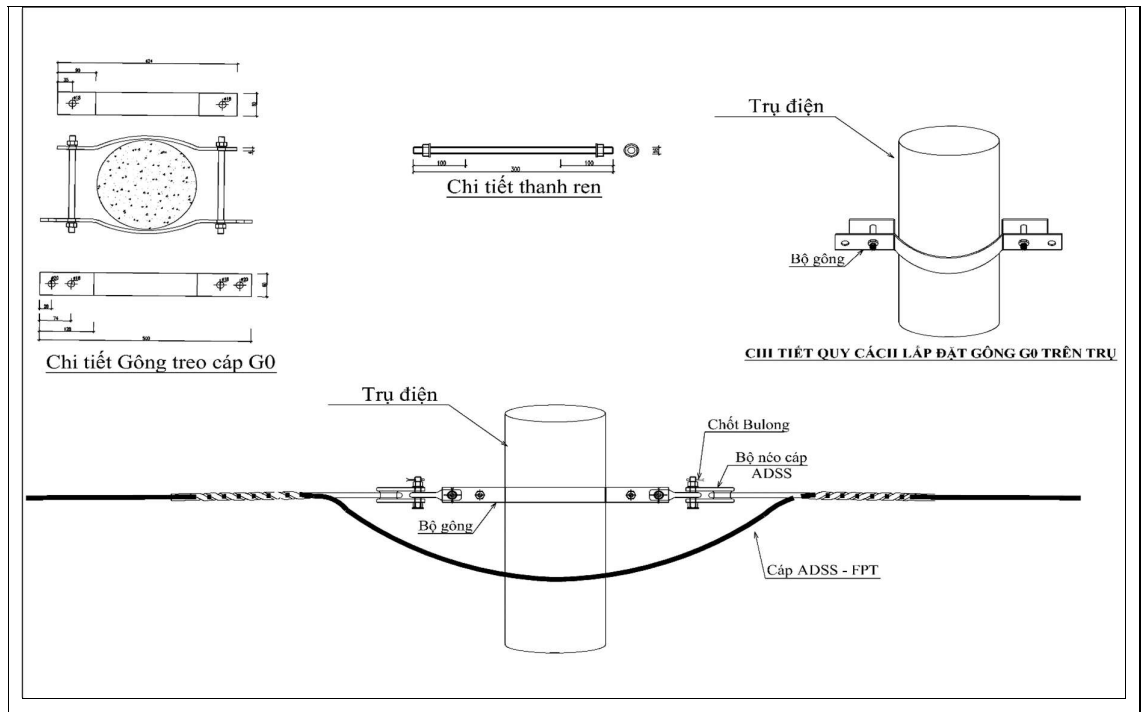 424
Chi tiết Gông treo cáp G0
100
100
300
Chi tiết thanh ren
Trụ điện
Bộ gông
CHI TIẾT QUY CÁCH LẮP ĐẶT GÔNG G0 TRÊN TRỤ
Trụ điện
Chốt Bulong
Bộ néo cáp
ADSS
Bộ gông
Cáp ADSS - FPT